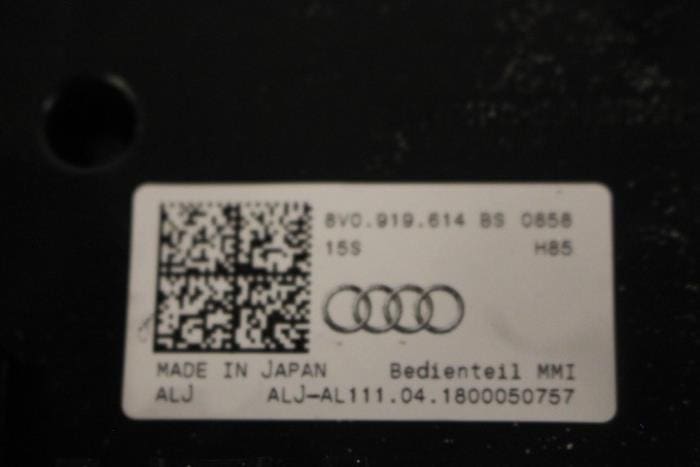 8V0.919.614 BS 0858
15S H85
MADE IN JAPAN Bedienteil MMI
ALJ ALJ-AL111.04.1800050757